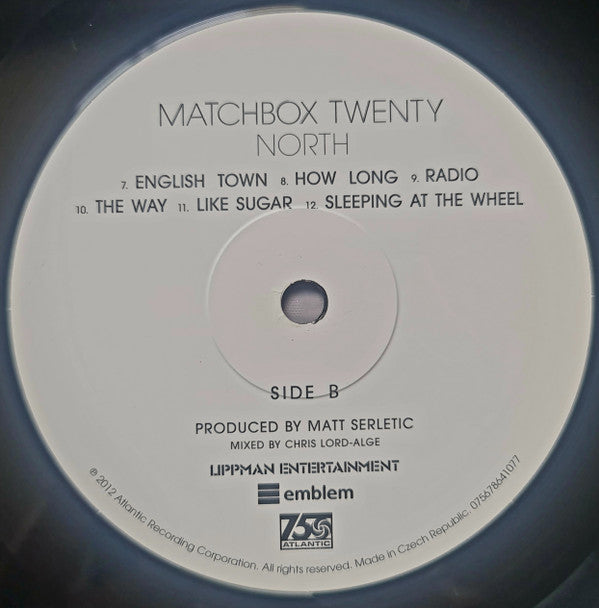 MATCHBOX TWENTY
NORTH
7. ENGLISH TOWN 8. HOW LONG 9. RADIO
10. THE WAY 11. LIKE SUGAR 12. SLEEPING AT THE WHEEL
SIDE B
PRODUCED BY MATT SERLETIC
MIXED BY CHRIS LORD-ALGE
LIPPMAN ENTERTAINMENT
emblem
75
ATLANTIC
℗ 2012 Atlantic Recording Corporation. All rights reserved. Made in Czech Republic. 075678641077